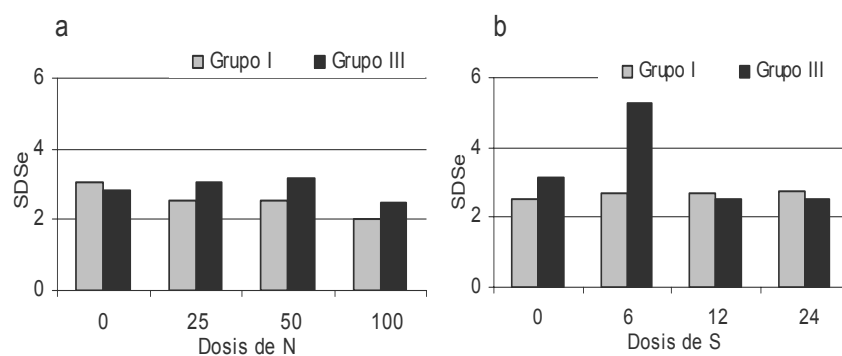 a
Grupo I Grupo III
6
4
2
0
SDSe
0 25 50 100
Dosis de N
b
Grupo I Grupo III
6
4
2
0
SDSe
0 6 12 24
Dosis de S